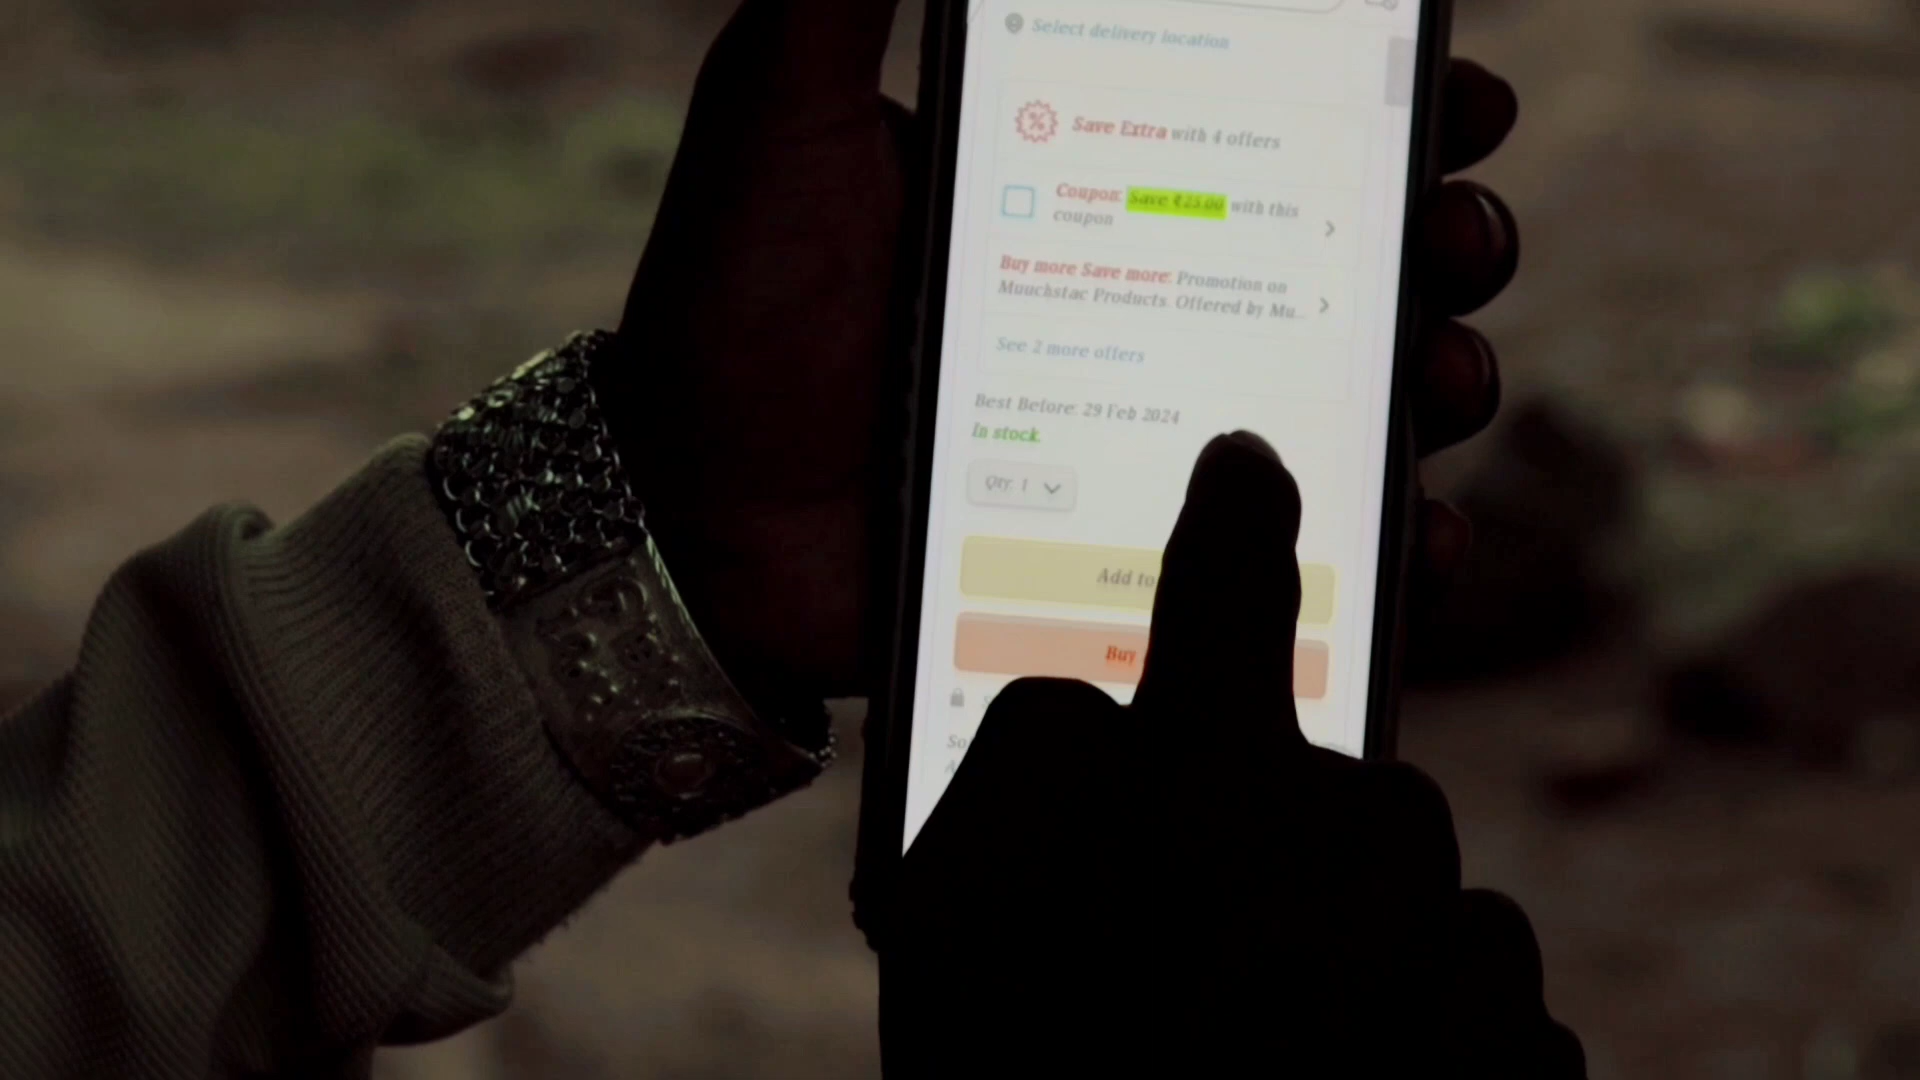 Select delivery location
Save Extra with 4 offers
Coupon: Save ₹25.00 with this
coupon
Buy more Save more: Promotion on
Muuchstac Products. Offered by Mu...
See 2 more offers
Best Before: 29 Feb 2024
In stock.
Qty: 1
Add to
Buy